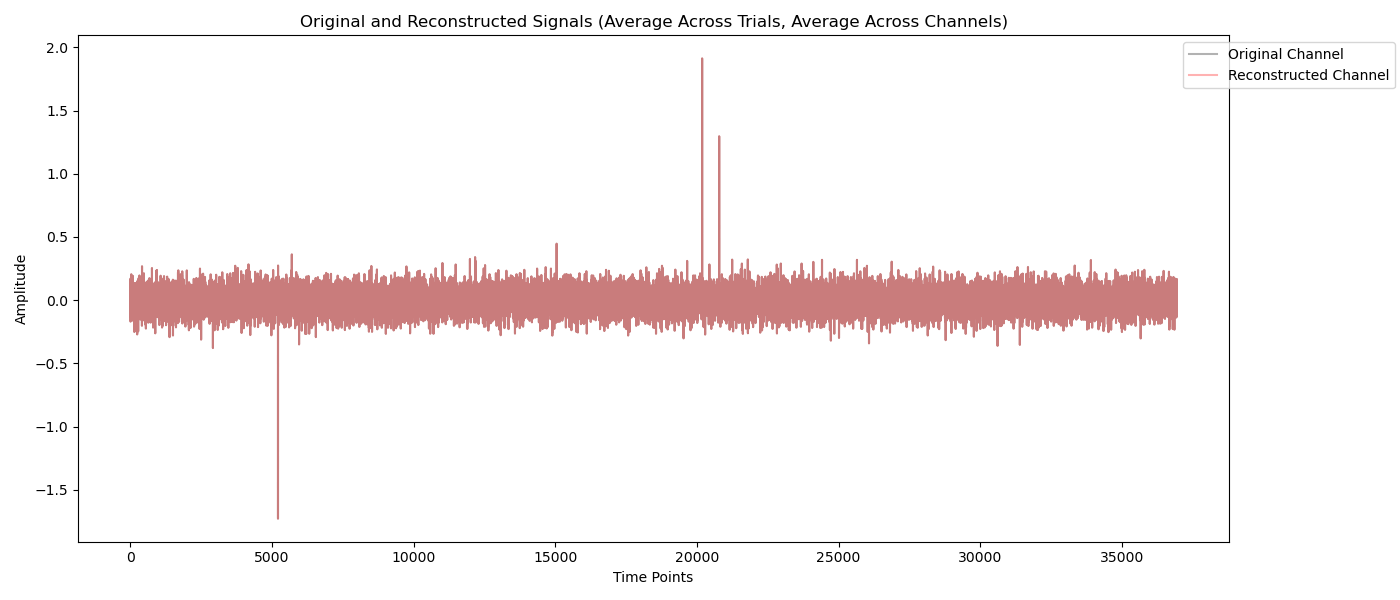 Original and Reconstructed Signals (Average Across Trials, Average Across Channels)
Original Channel
Reconstructed Channel
Amplitude
2.0
1.5
1.0
0.5
0.0
−0.5
−1.0
−1.5
0 5000 10000 15000 20000 25000 30000 35000
Time Points